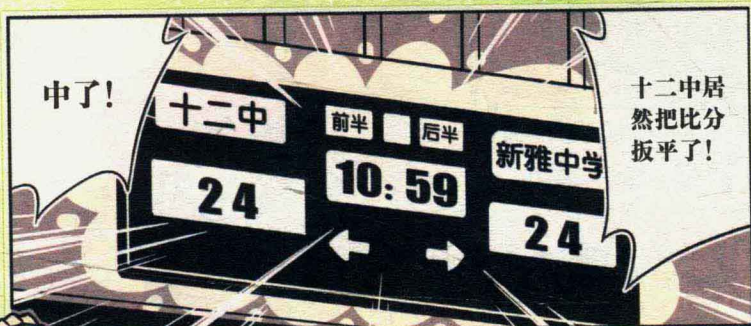 中了!
十二中
24
前半 后半
10:59
新雅中学
24
十二中居
然把比分
扳平了!